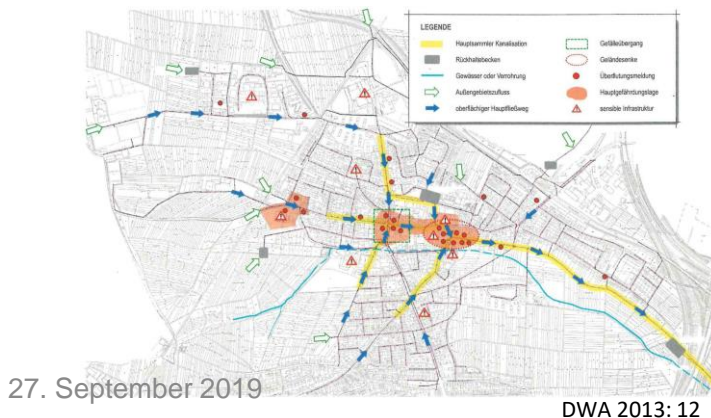 LEGENDE
Hauptsammler Kanalisation
Rückhaltebecken
Gewässer oder Verrohrung
Außengebietszufluss
oberflächiger Hauptfließweg
Gefälleübergang
Geländesenke
Überflutungsmeldung
Hauptgefährdungslage
sensible Infrastruktur
27. September 2019
DWA 2013: 12